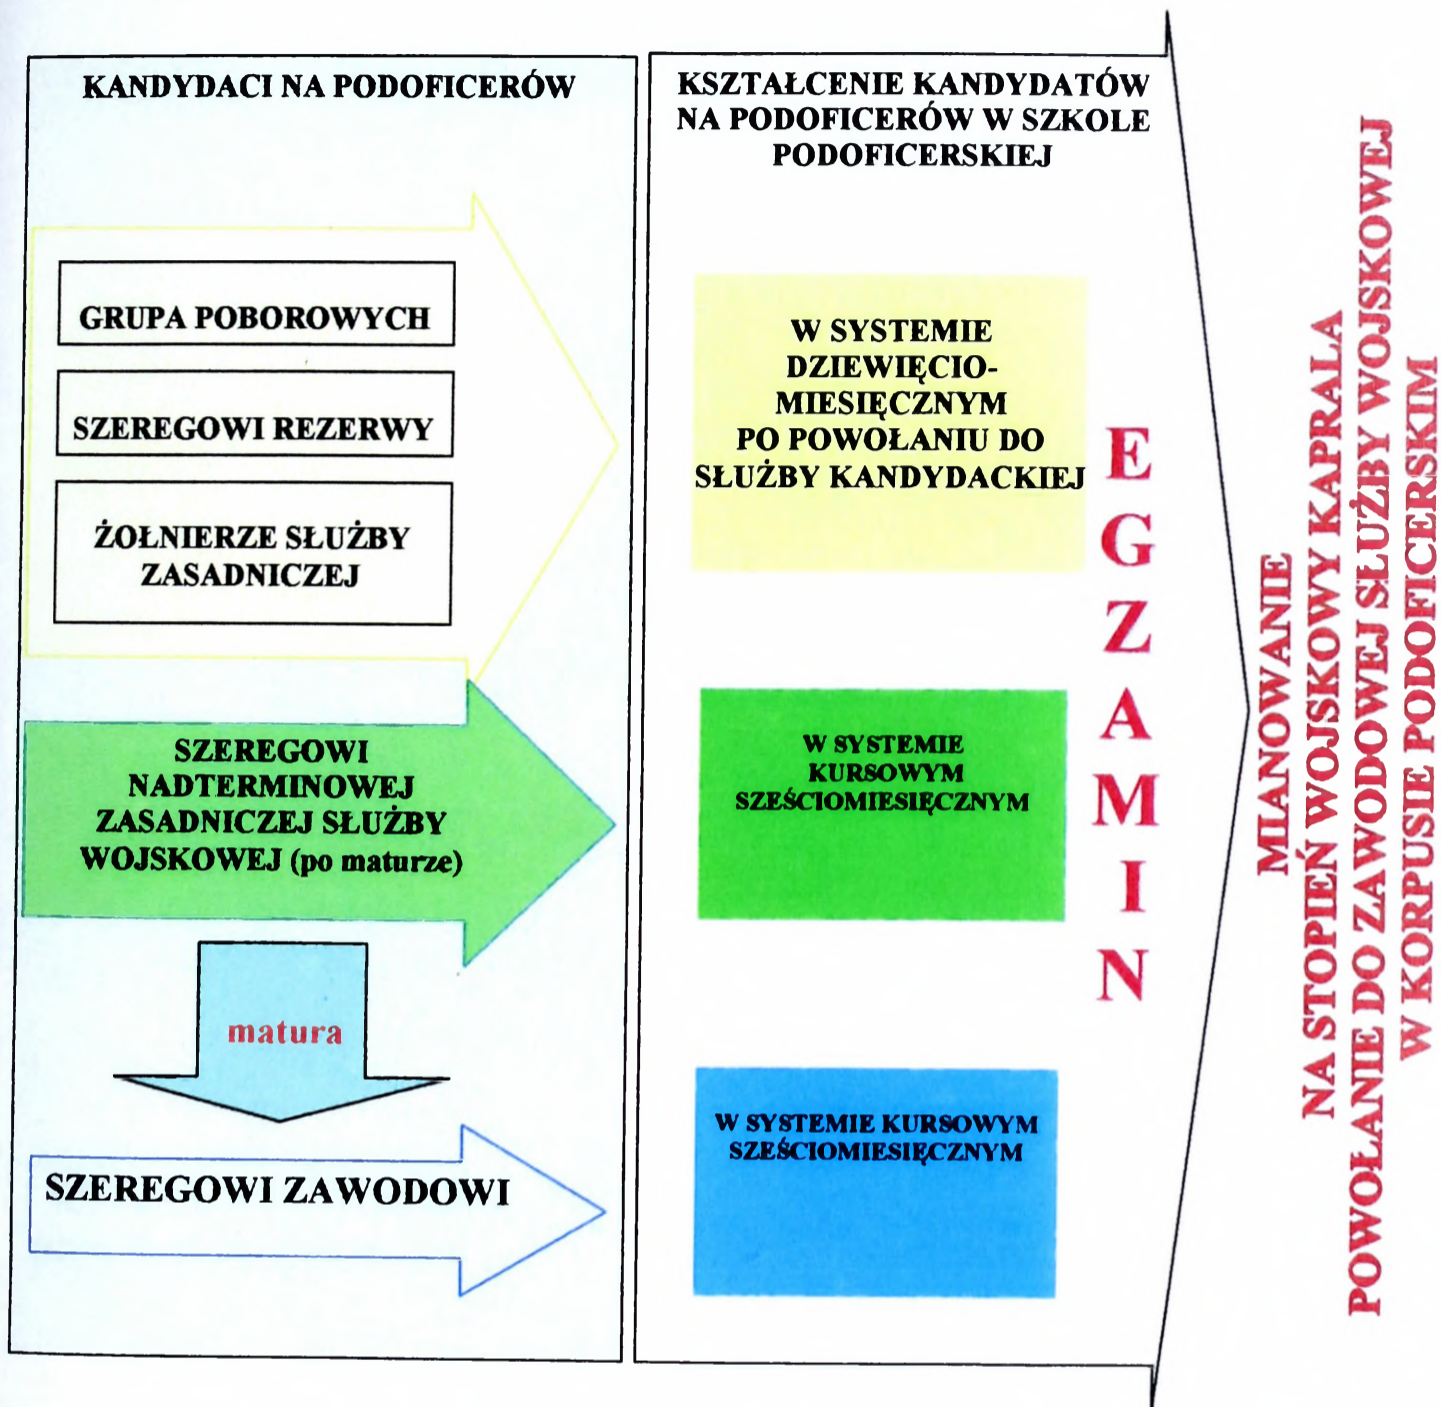 KANDYDACI NA PODOFICERÓW
GRUPA POBOROWYCH
SZEREGOWI REZERWY
ŻOŁNIERZE SŁUŻBY
ZASADNICZEJ
SZEREGOWI
NADTERMINOWEJ
ZASADNICZEJ SŁUŻBY
WOJSKOWEJ (po maturze)
matura
SZEREGOWI ZAWODOWI
KSZTAŁCENIE KANDYDATÓW
NA PODOFICERÓW W SZKOLE
PODOFICERSKIEJ
W SYSTEMIE
DZIEWIĘCIO-
MIESIĘCZNYM
PO POWOŁANIU DO
SŁUŻBY KANDYDACKIEJ
W SYSTEMIE
KURSOWYM
SZEŚCIOMIESIĘCZNYM
W SYSTEMIE KURSOWYM
SZEŚCIOMIESIĘCZNYM
EGZAMIN
MIANOWANIE
NA STOPIEŃ WOJSKOWY KAPRALA
POWOŁANIE DO ZAWODOWEJ SŁUŻBY WOJSKOWEJ
W KORPUSIE PODOFICERSKIM